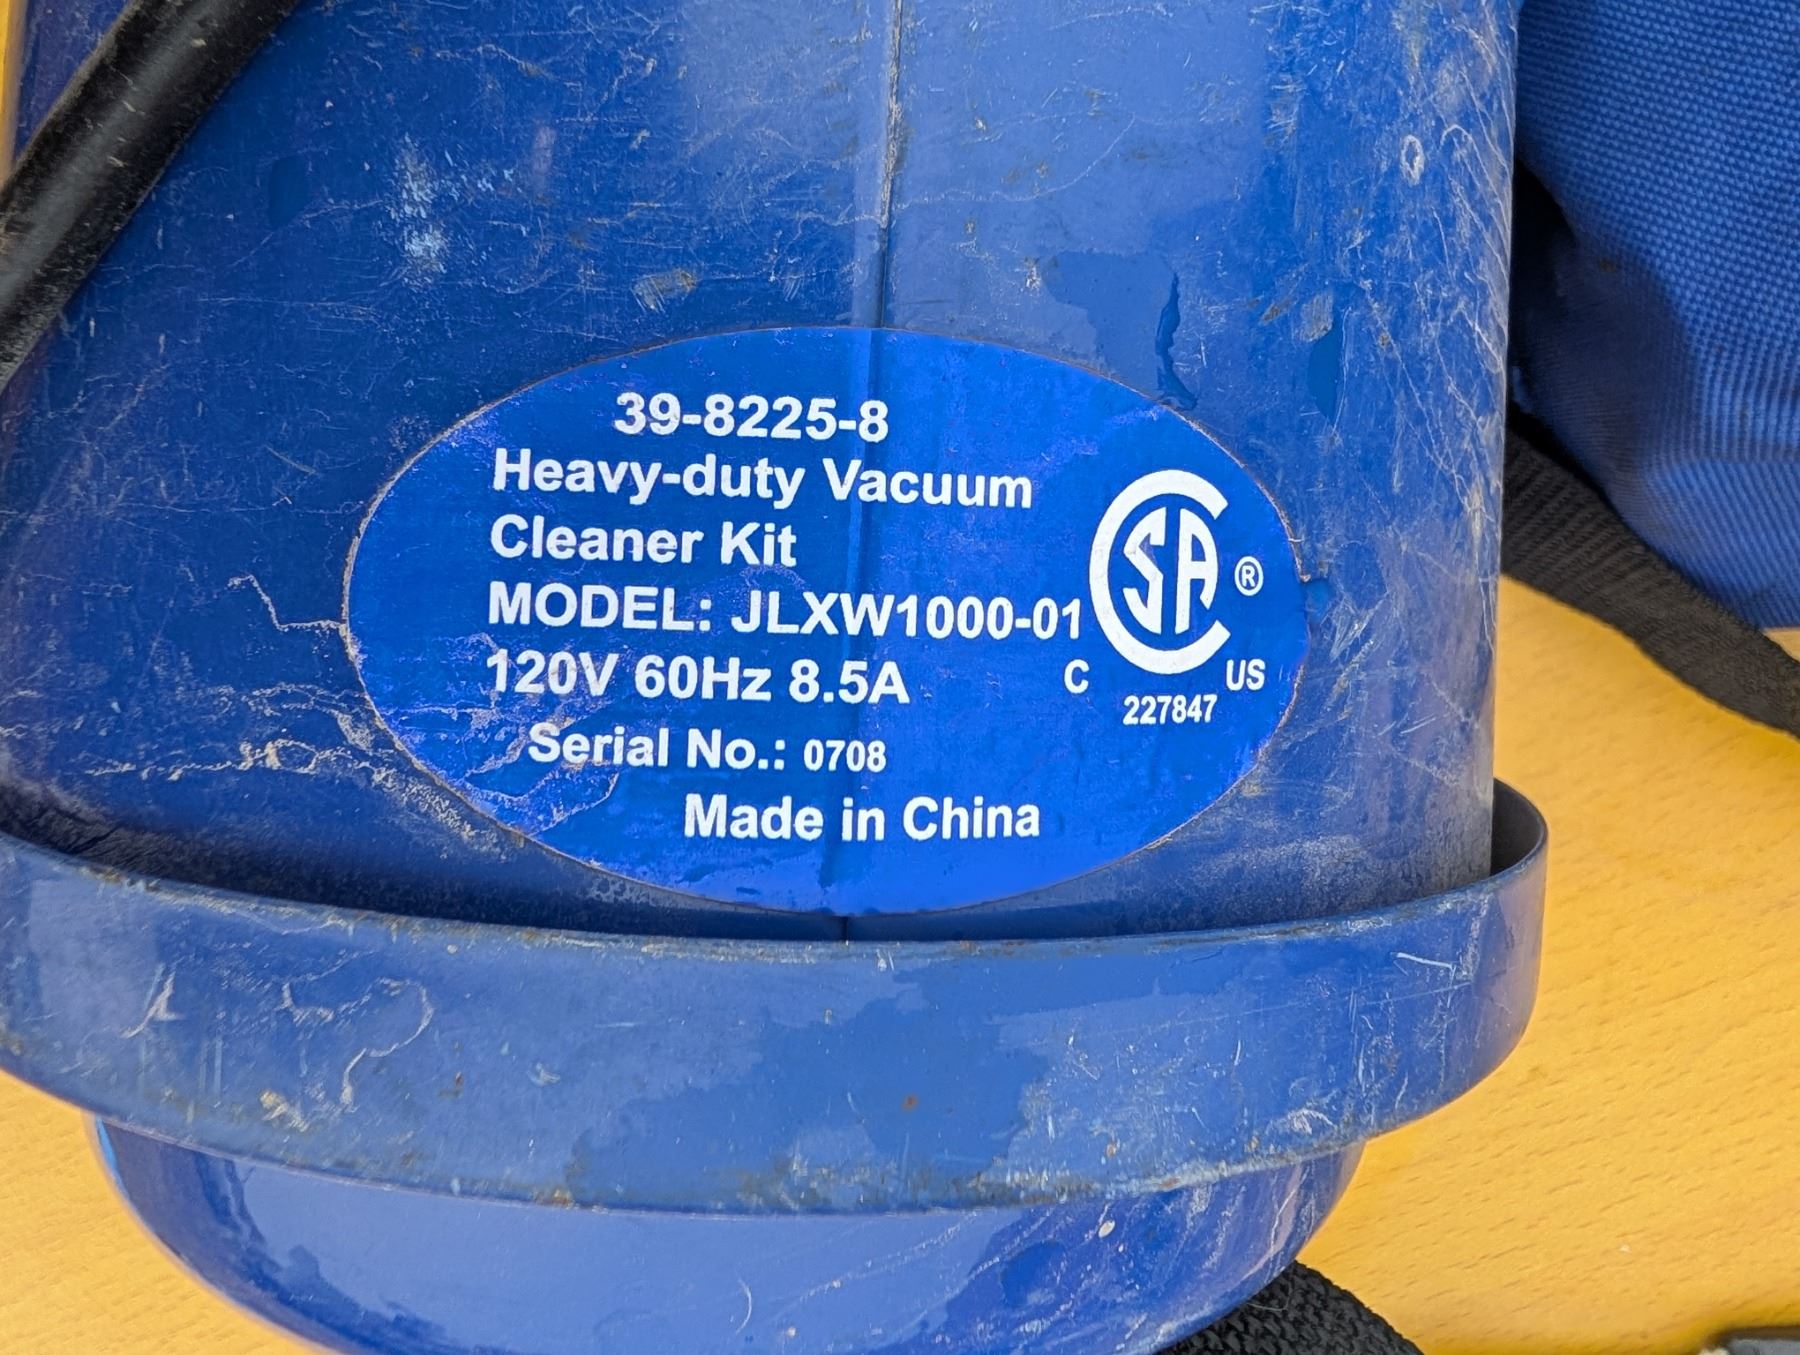 39-8225-8
Heavy-duty Vacuum
Cleaner Kit
MODEL: JLXW1000-01
120V 60Hz 8.5A
Serial No.: 0708
Made in China
CSA ®
C US
227847